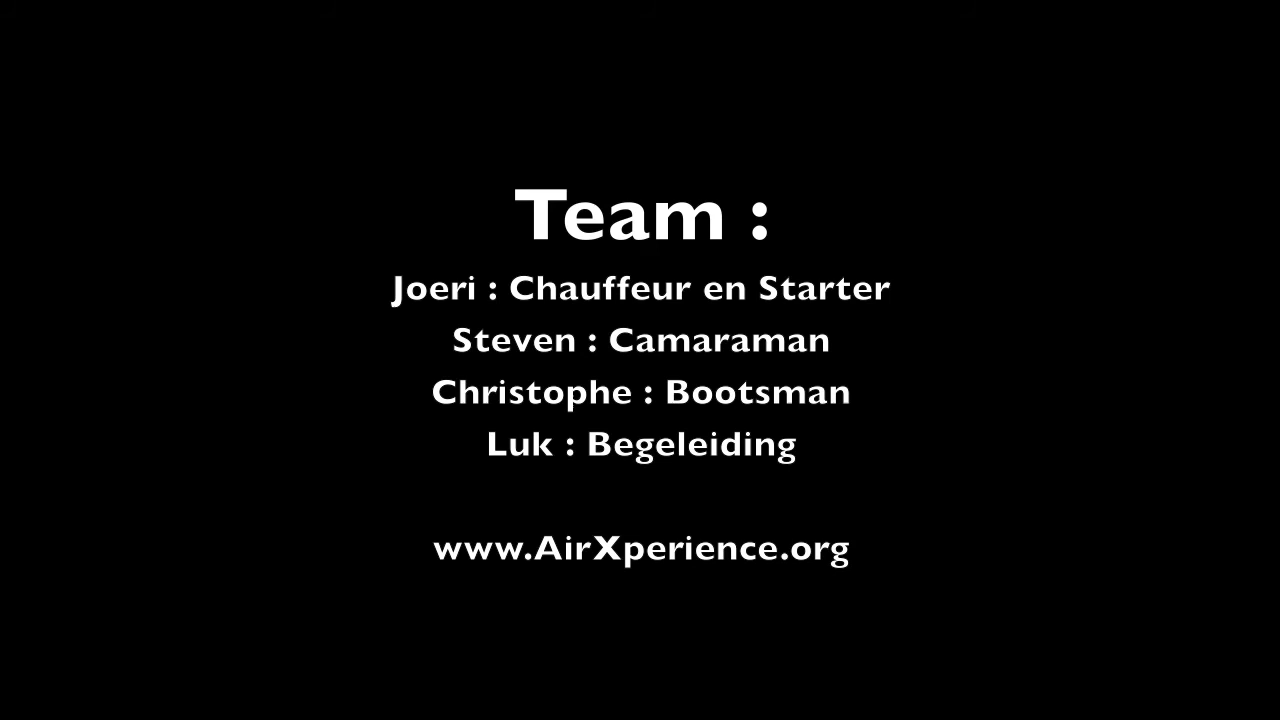 Team :
Joeri : Chauffeur en Starter
Steven : Camaraman
Christophe : Bootsman
Luk : Begeleiding
www.AirXperience.org